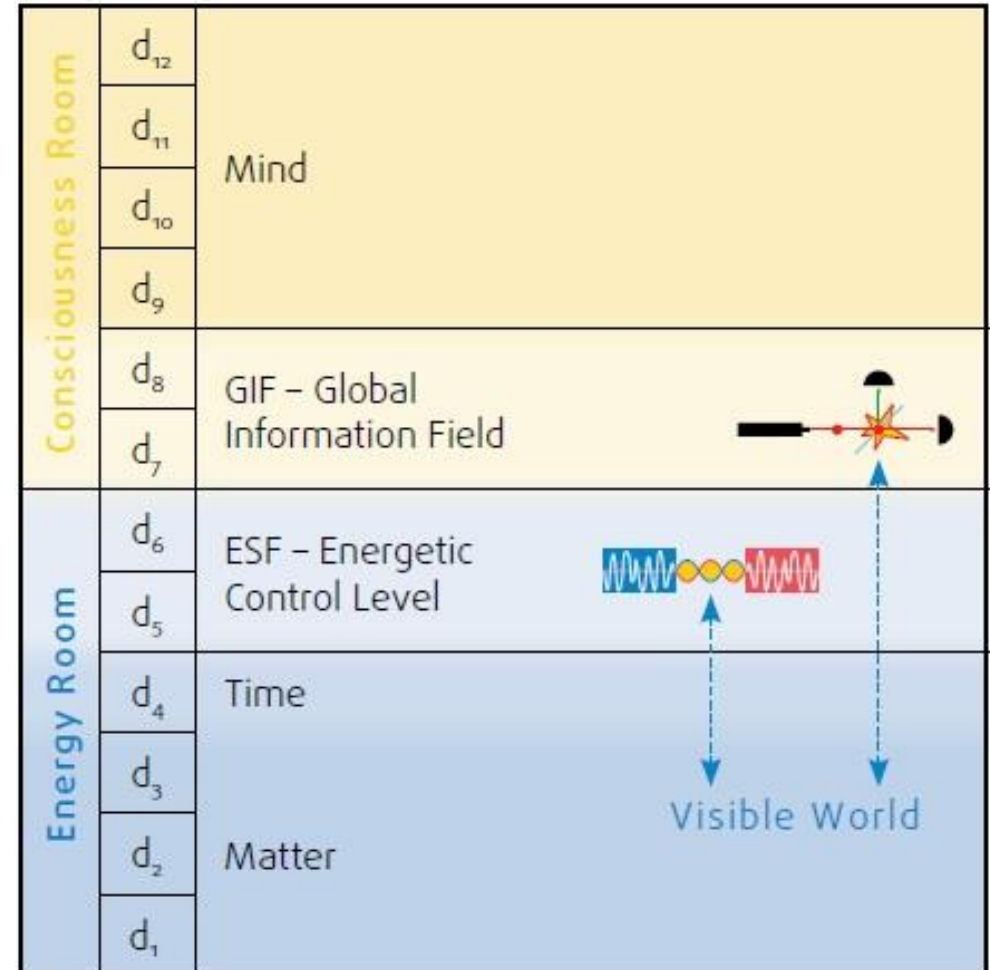 Consciousness Room
d₁₂
d₁₁
Mind
d₁₀
d₉
d₈
GIF – Global
Information Field
d₇
Energy Room
d₆
ESF – Energetic
Control Level
d₅
d₄
Time
d₃
Visible World
d₂
Matter
d₁